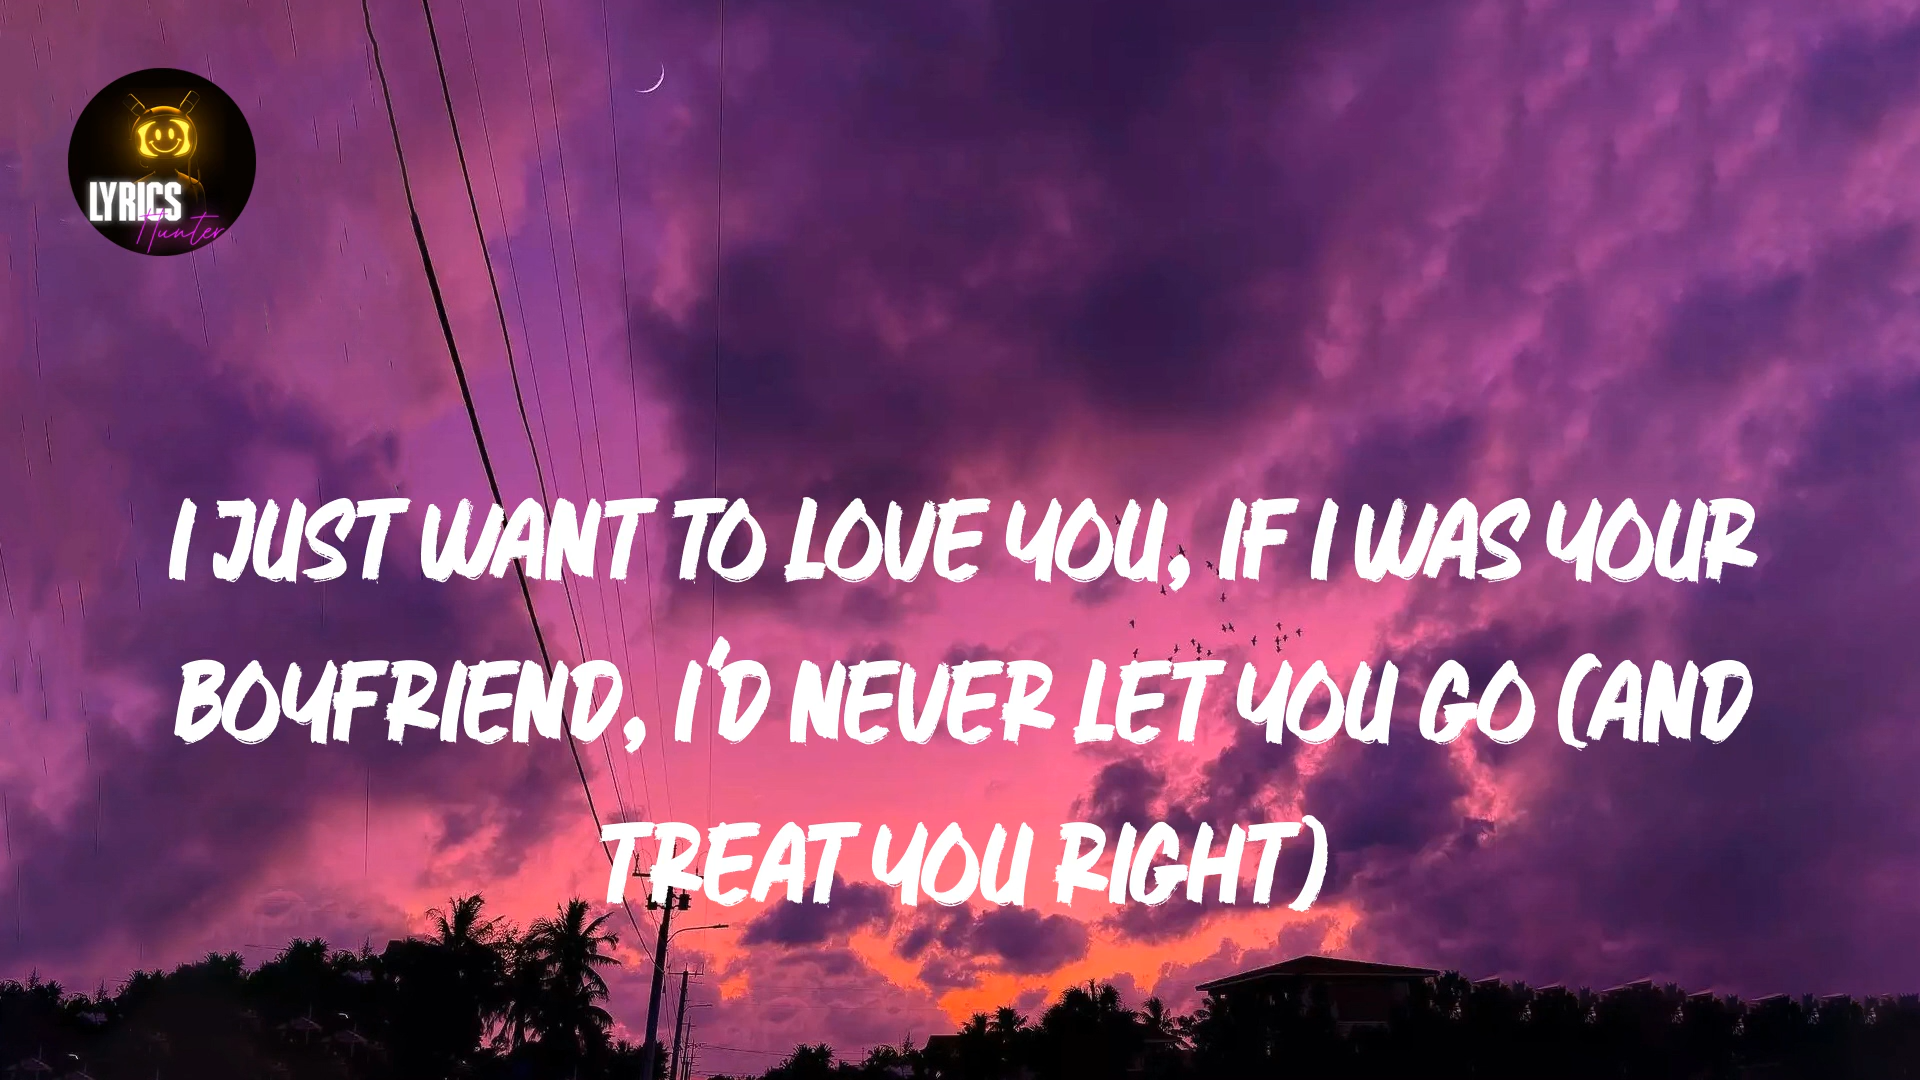 LYRICS
Hunter
I JUST WANT TO LOVE YOU, IF I WAS YOUR
BOYFRIEND, I'D NEVER LET YOU GO (AND
TREAT YOU RIGHT)